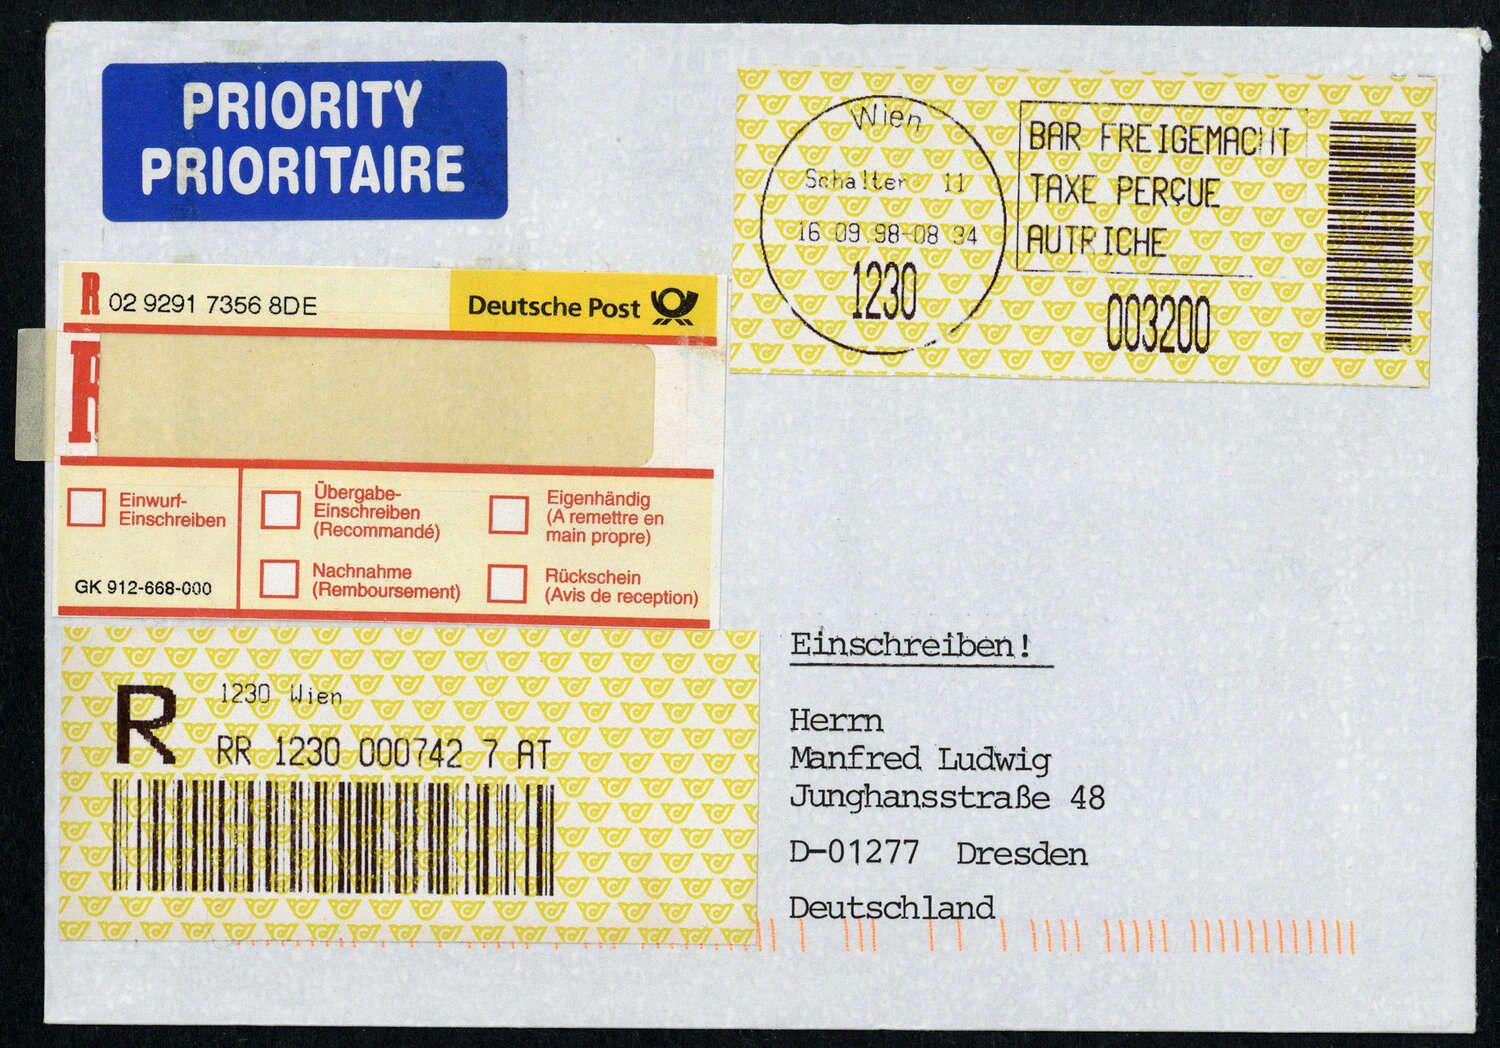 PRIORITY
PRIORITAIRE
Wien
Schalter 11
16 09 98-08 34
1230
BAR FREIGEMACHT
TAXE PERÇUE
AUTRICHE
003200
R 02 9291 7356 8DE
Deutsche Post
R
Einwurf-
Einschreiben
GK 912-668-000
Übergabe-
Einschreiben
(Recommandé)
Nachnahme
(Remboursement)
Eigenhändig
(A remettre en
main propre)
Rückschein
(Avis de reception)
R
1230 Wien
RR 1230 000742 7 AT
Einschreiben!
Herrn
Manfred Ludwig
Junghansstraße 48
D-01277 Dresden
Deutschland